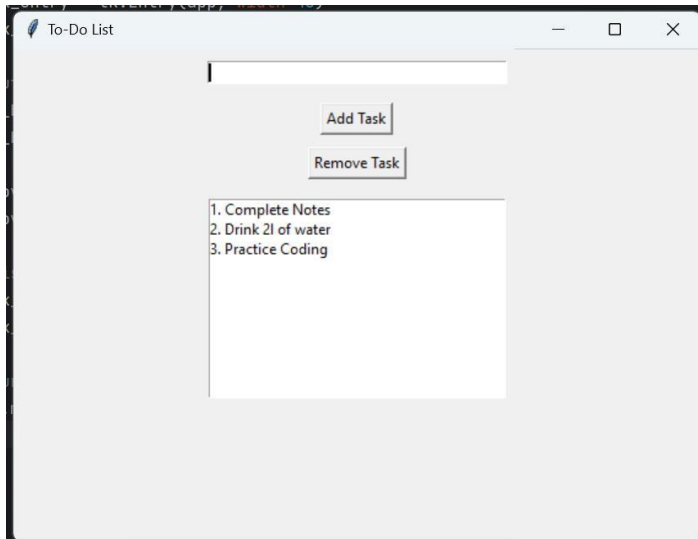 To-Do List
Add Task
Remove Task
1. Complete Notes
2. Drink 2l of water
3. Practice Coding